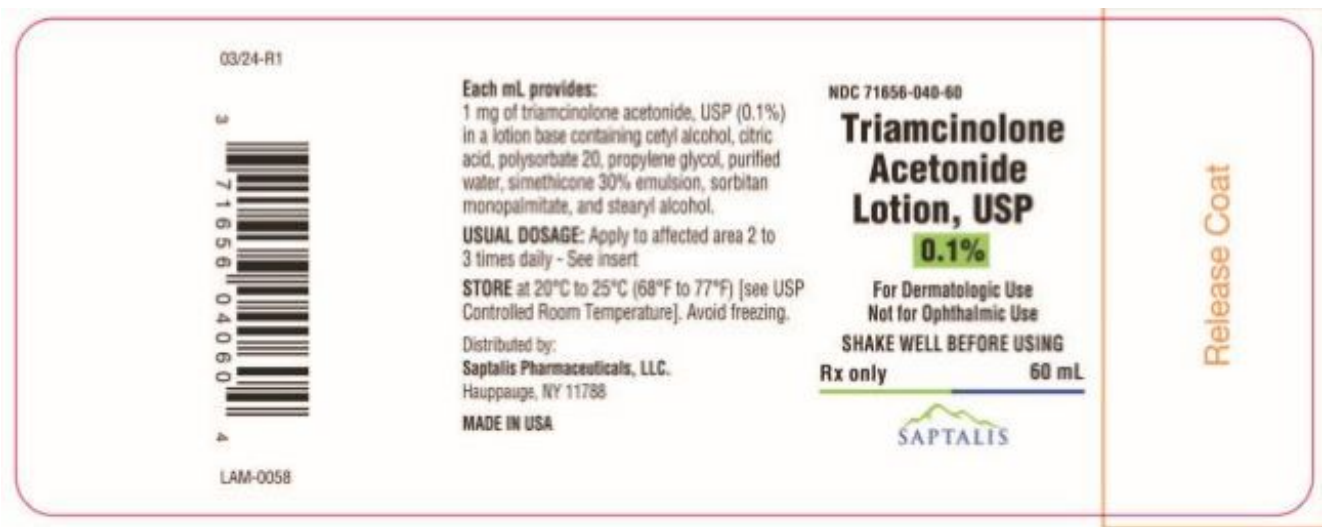 03/24-R1
3 71656 04060 4
LAM-0058
Each mL provides:
1 mg of triamcinolone acetonide, USP (0.1%)
in a lotion base containing cetyl alcohol, citric
acid, polysorbate 20, propylene glycol, purified
water, simethicone 30% emulsion, sorbitan
monopalmitate, and stearyl alcohol.
USUAL DOSAGE: Apply to affected area 2 to
3 times daily - See insert
STORE at 20°C to 25°C (68°F to 77°F) [see USP
Controlled Room Temperature]. Avoid freezing.
Distributed by:
Saptalis Pharmaceuticals, LLC.
Hauppauge, NY 11788
MADE IN USA
NDC 71656-040-60
Triamcinolone
Acetonide
Lotion, USP
0.1%
For Dermatologic Use
Not for Ophthalmic Use
SHAKE WELL BEFORE USING
Rx only 60 mL
SAPTALIS
Release Coat